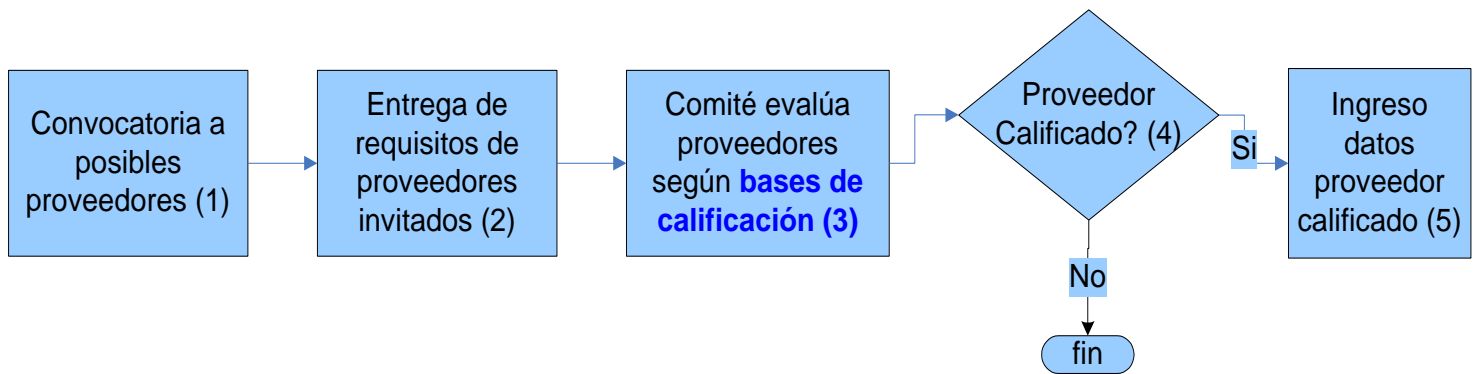 Convocatoria a
posibles
proveedores (1)
Entrega de
requisitos de
proveedores
invitados (2)
Comité evalúa
proveedores
según bases de
calificación (3)
Proveedor
Calificado? (4)
Si
Ingreso
datos
proveedor
calificado (5)
No
fin